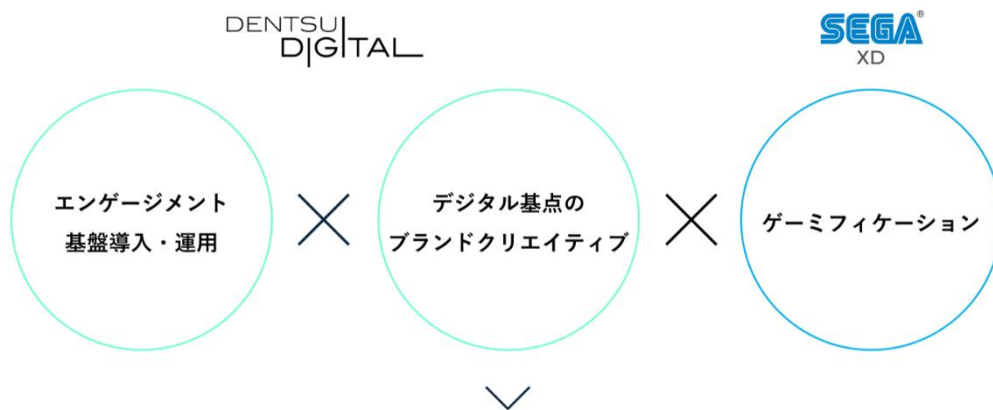 DENTSU
DIGITAL
SEGA®
XD
エンゲージメント
基盤導入・運用
デジタル基点の
ブランドクリエイティブ
ゲーミフィケーション